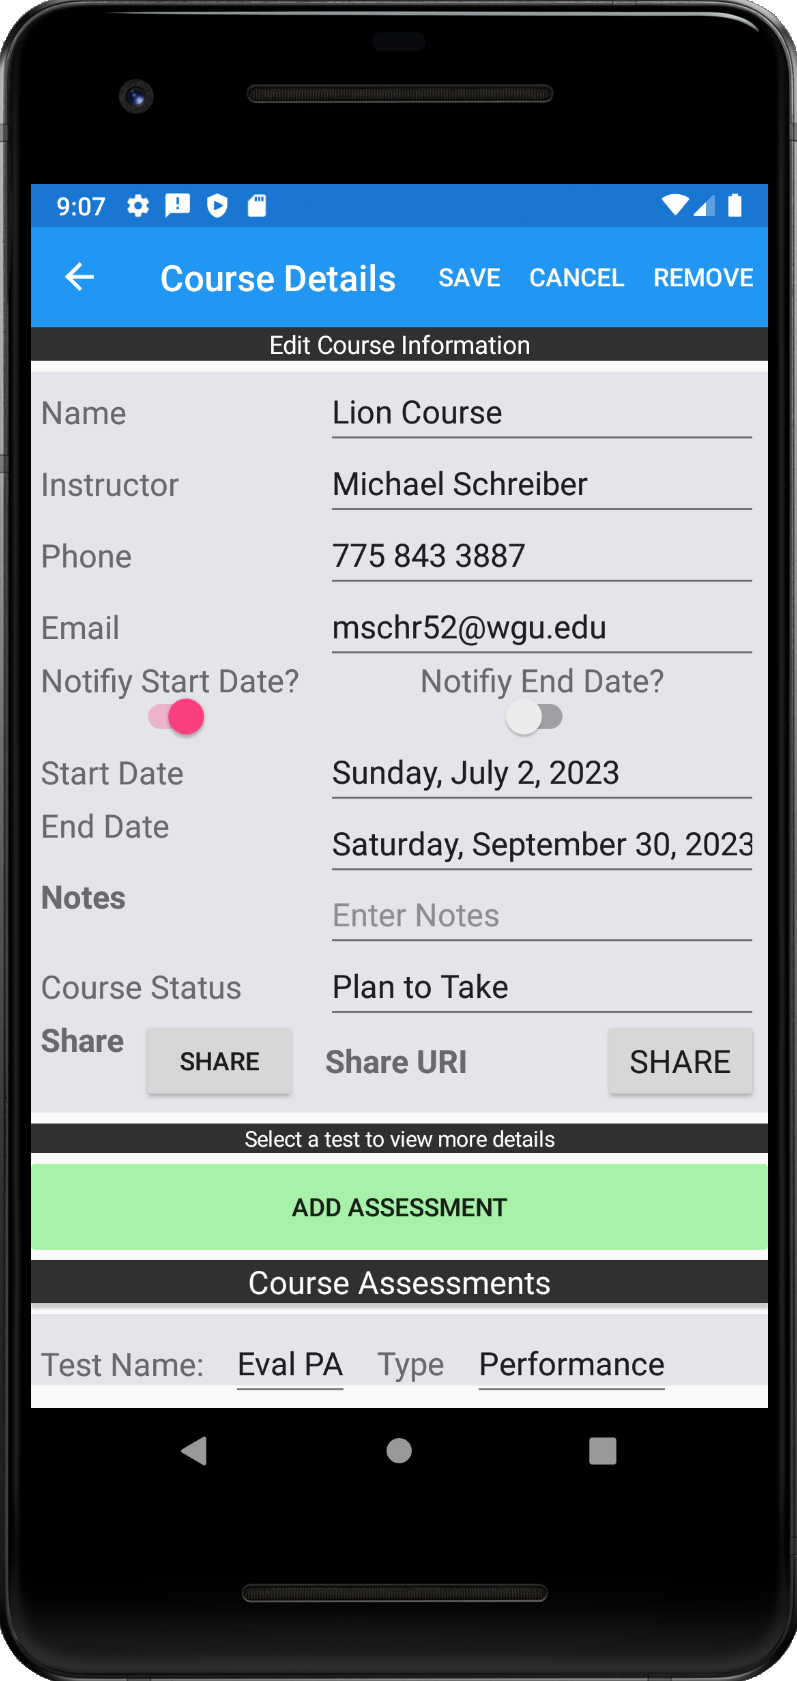 9:07
Course Details SAVE CANCEL REMOVE
Edit Course Information
Name Lion Course
Instructor Michael Schreiber
Phone 775 843 3887
Email mschr52@wgu.edu
Notifiy Start Date? Notifiy End Date?
Start Date Sunday, July 2, 2023
End Date Saturday, September 30, 2023
Notes Enter Notes
Course Status Plan to Take
Share SHARE Share URI SHARE
Select a test to view more details
ADD ASSESSMENT
Course Assessments
Test Name: Eval PA Type Performance